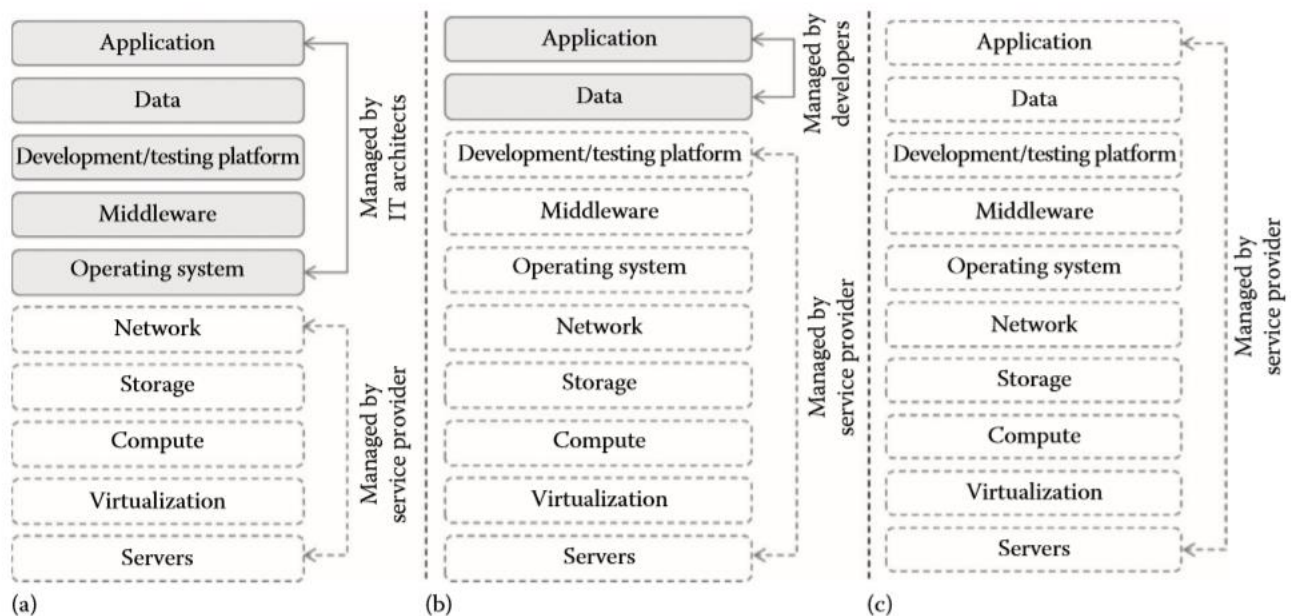 Application
Data
Development/testing platform
Middleware
Operating system
Network
Storage
Compute
Virtualization
Servers
Managed by
IT architects
Managed by
service provider
(a)
Application
Data
Development/testing platform
Middleware
Operating system
Network
Storage
Compute
Virtualization
Servers
Managed by
developers
Managed by
service provider
(b)
Application
Data
Development/testing platform
Middleware
Operating system
Network
Storage
Compute
Virtualization
Servers
Managed by
service provider
(c)